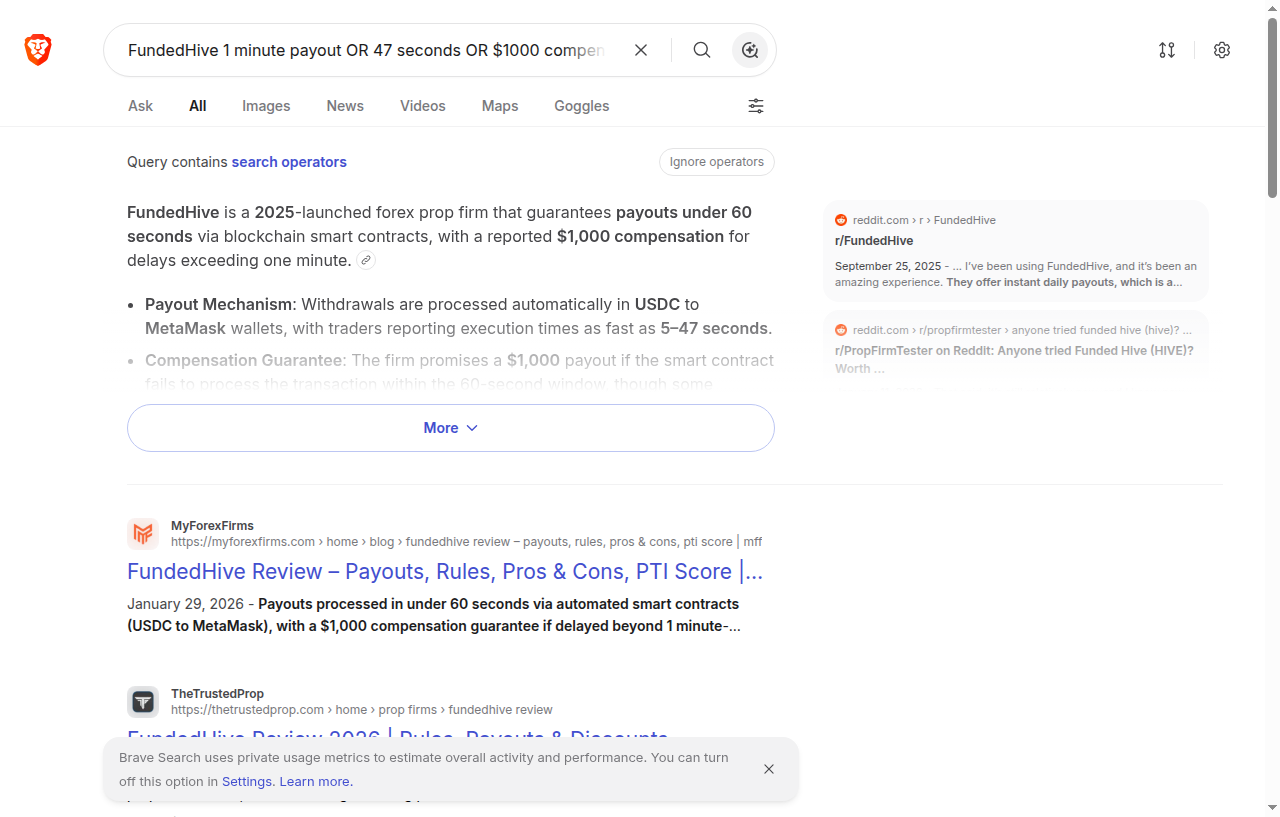 FundedHive 1 minute payout OR 47 seconds OR $1000 compen
Ask
All
Images
News
Videos
Maps
Goggles
Query contains search operators
Ignore operators
FundedHive is a 2025-launched forex prop firm that guarantees payouts under 60
seconds via blockchain smart contracts, with a reported $1,000 compensation for
delays exceeding one minute.
• Payout Mechanism: Withdrawals are processed automatically in USDC to
MetaMask wallets, with traders reporting execution times as fast as 5–47 seconds.
• Compensation Guarantee: The firm promises a $1,000 payout if the smart contract
fails to process the transaction within the 60-second window, though some
More
reddit.com › r › FundedHive
r/FundedHive
September 25, 2025 - ... I've been using FundedHive, and it's been an
amazing experience. They offer instant daily payouts, which is a...
reddit.com › r/propfirmtester › anyone tried funded hive (hive)? ...
r/PropFirmTester on Reddit: Anyone tried Funded Hive (HIVE)?
Worth ...
MyForexFirms
https://myforexfirms.com › home › blog › fundedhive review – payouts, rules, pros & cons, pti score | mff
FundedHive Review – Payouts, Rules, Pros & Cons, PTI Score |...
January 29, 2026 - Payouts processed in under 60 seconds via automated smart contracts
(USDC to MetaMask), with a $1,000 compensation guarantee if delayed beyond 1 minute-...
TheTrustedProp
https://thetrustedprop.com › home › prop firms › fundedhive review
FundedHive Review 2026 | Rules, Payouts & Discounts
Brave Search uses private usage metrics to estimate overall activity and performance. You can turn
off this option in Settings. Learn more.